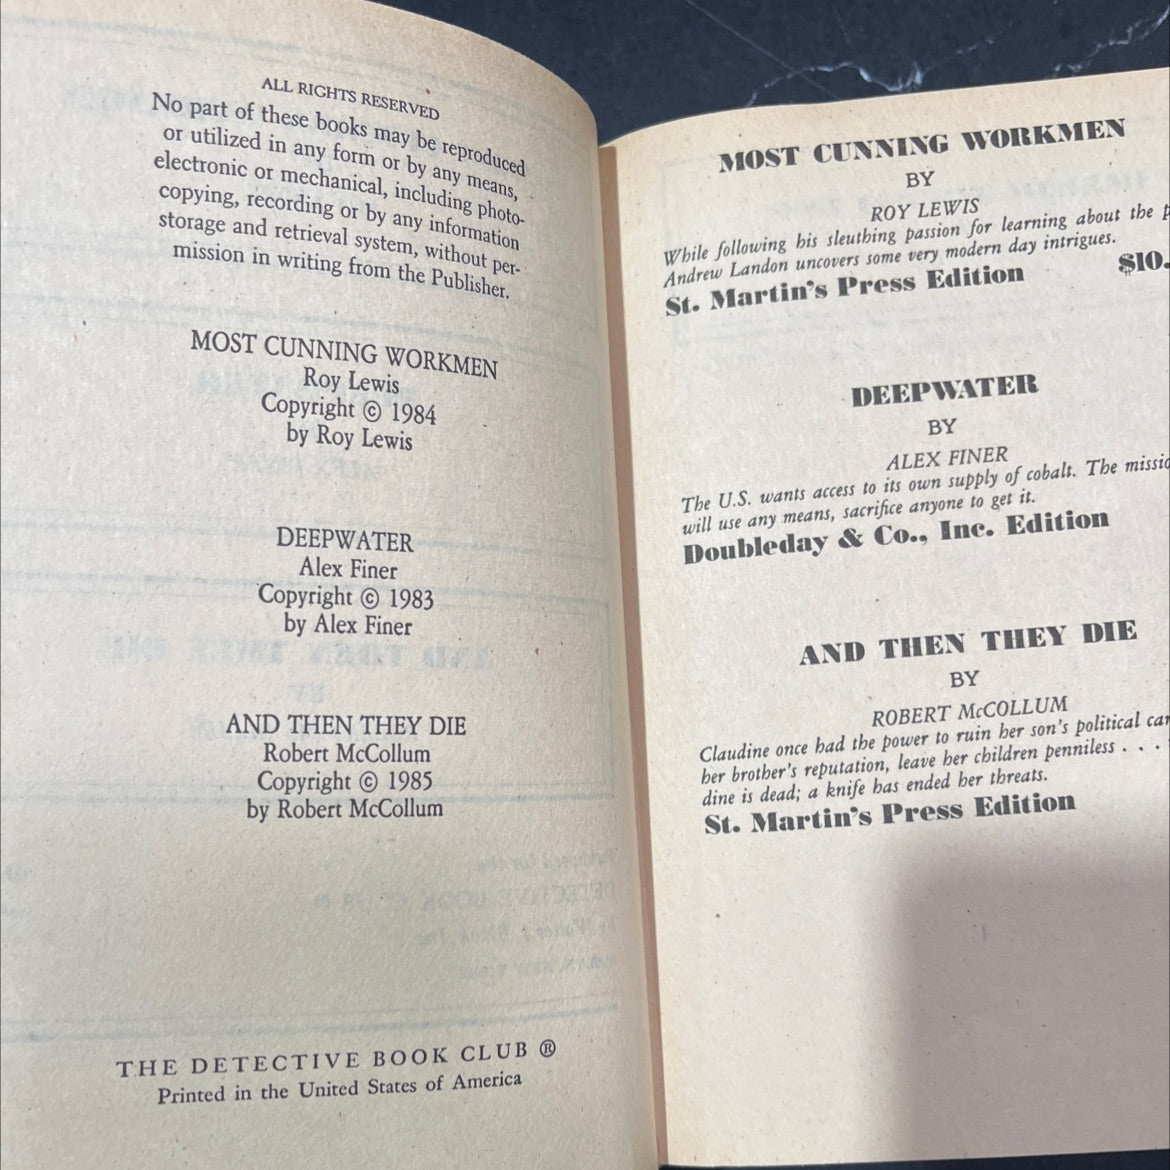 ALL RIGHTS RESERVED
No part of these books may be reproduced
or utilized in any form or by any means,
electronic or mechanical, including photo-
copying, recording or by any information
storage and retrieval system, without per-
mission in writing from the Publisher.
MOST CUNNING WORKMEN
Roy Lewis
Copyright © 1984
by Roy Lewis
DEEPWATER
Alex Finer
Copyright © 1983
by Alex Finer
AND THEN THEY DIE
Robert McCollum
Copyright © 1985
by Robert McCollum
THE DETECTIVE BOOK CLUB ®
Printed in the United States of America
MOST CUNNING WORKMEN
BY
ROY LEWIS
While following his sleuthing passion for learning about the
Andrew Landon uncovers some very modern day intrigues.
St. Martin's Press Edition $10.
DEEPWATER
BY
ALEX FINER
The U.S. wants access to its own supply of cobalt. The
will use any means, sacrifice anyone to get it.
Doubleday & Co., Inc. Edition
AND THEN THEY DIE
BY
ROBERT McCOLLUM
Claudine once had the power to ruin her son's political
her brother's reputation, leave her children penniless . . .
dine is dead; a knife has ended her threats.
St. Martin's Press Edition